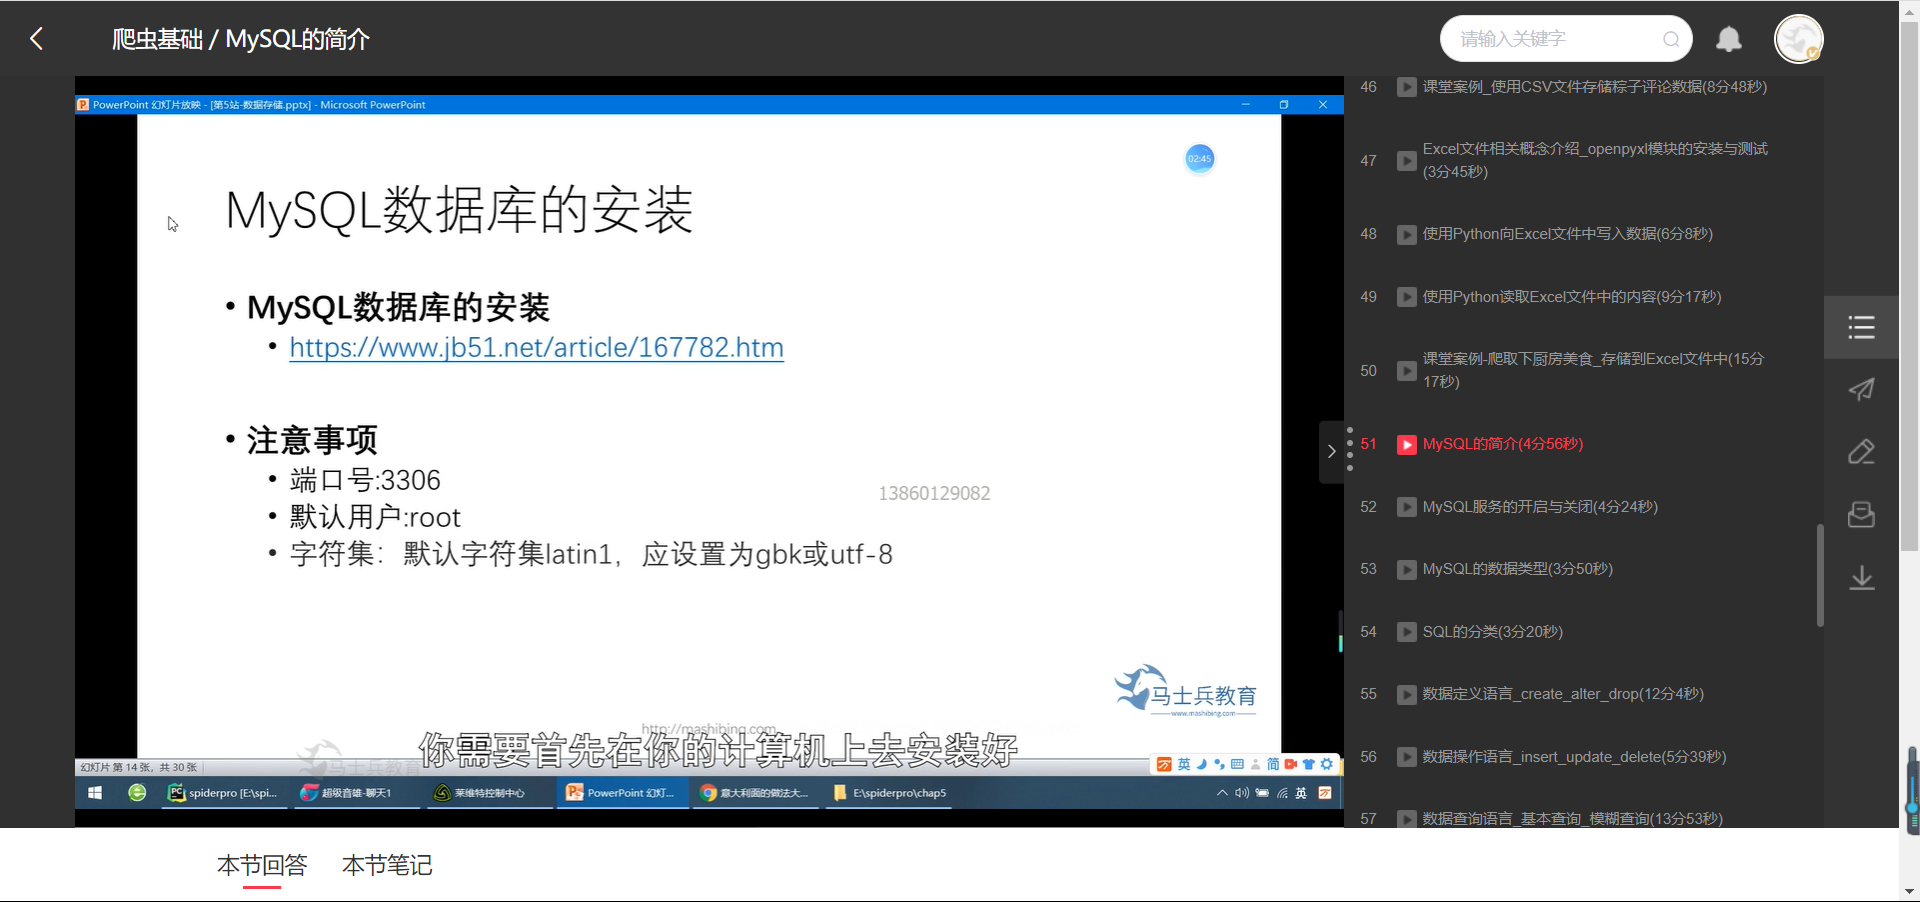 爬虫基础 / MySQL的简介
请输入关键字
PowerPoint 幻灯片放映 - [第5站-数据存储.pptx] - Microsoft PowerPoint
02:45
MySQL数据库的安装
• MySQL数据库的安装
• https://www.jb51.net/article/167782.htm
• 注意事项
• 端口号:3306
• 默认用户:root
• 字符集：默认字符集latin1，应设置为gbk或utf-8
13860129082
马士兵教育
www.mashibing.com
http://mashibing.com
马士兵教育
你需要首先在你的计算机上去安装好
幻灯片 第 14 张，共 30 张
英 简
spiderpro [E:\spi...
超级音雄-聊天1
莱维特控制中心
PowerPoint 幻灯...
意大利面的做法大...
E:\spiderpro\chap5
英
46 课堂案例_使用CSV文件存储粽子评论数据(8分48秒)
47 Excel文件相关概念介绍_openpyxl模块的安装与测试
(3分45秒)
48 使用Python向Excel文件中写入数据(6分8秒)
49 使用Python读取Excel文件中的内容(9分17秒)
50 课堂案例-爬取下厨房美食_存储到Excel文件中(15分
17秒)
51 MySQL的简介(4分56秒)
52 MySQL服务的开启与关闭(4分24秒)
53 MySQL的数据类型(3分50秒)
54 SQL的分类(3分20秒)
55 数据定义语言_create_alter_drop(12分4秒)
56 数据操作语言_insert_update_delete(5分39秒)
57 数据查询语言_基本查询_模糊查询(13分53秒)
本节回答 本节笔记